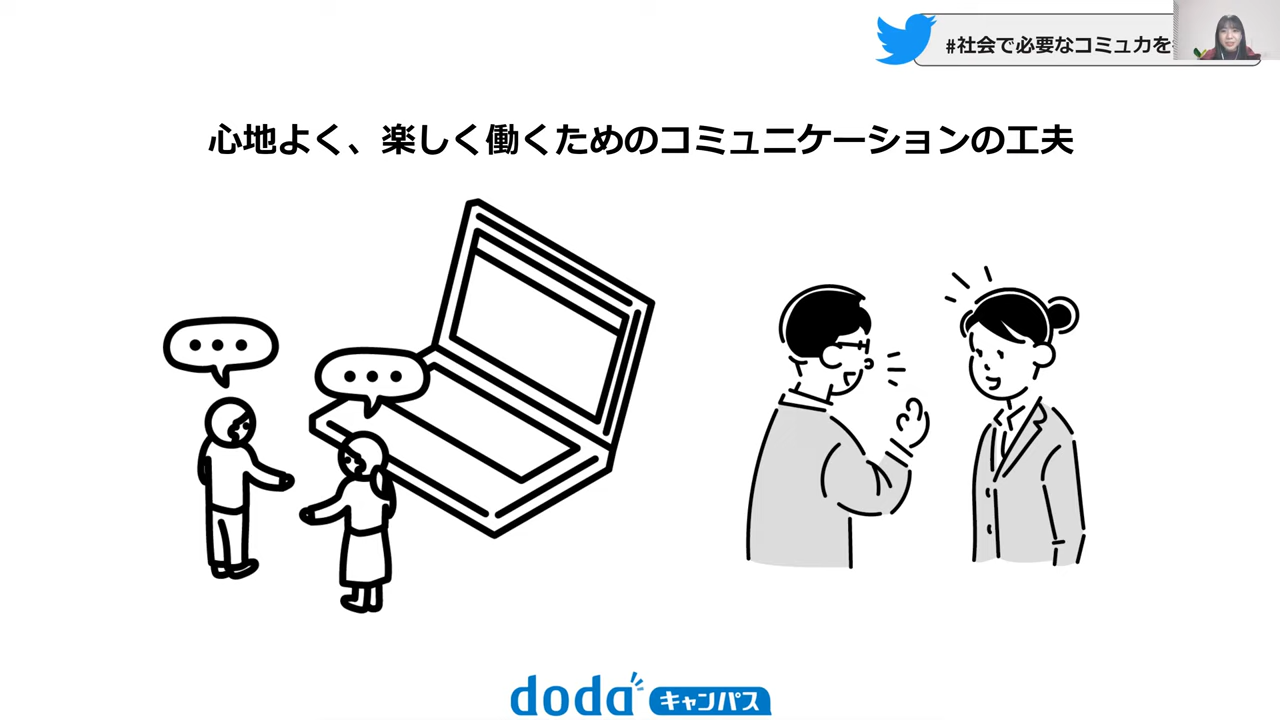 #社会で必要なコミュ力を
心地よく、楽しく働くためのコミュニケーションの工夫
doda キャンパス